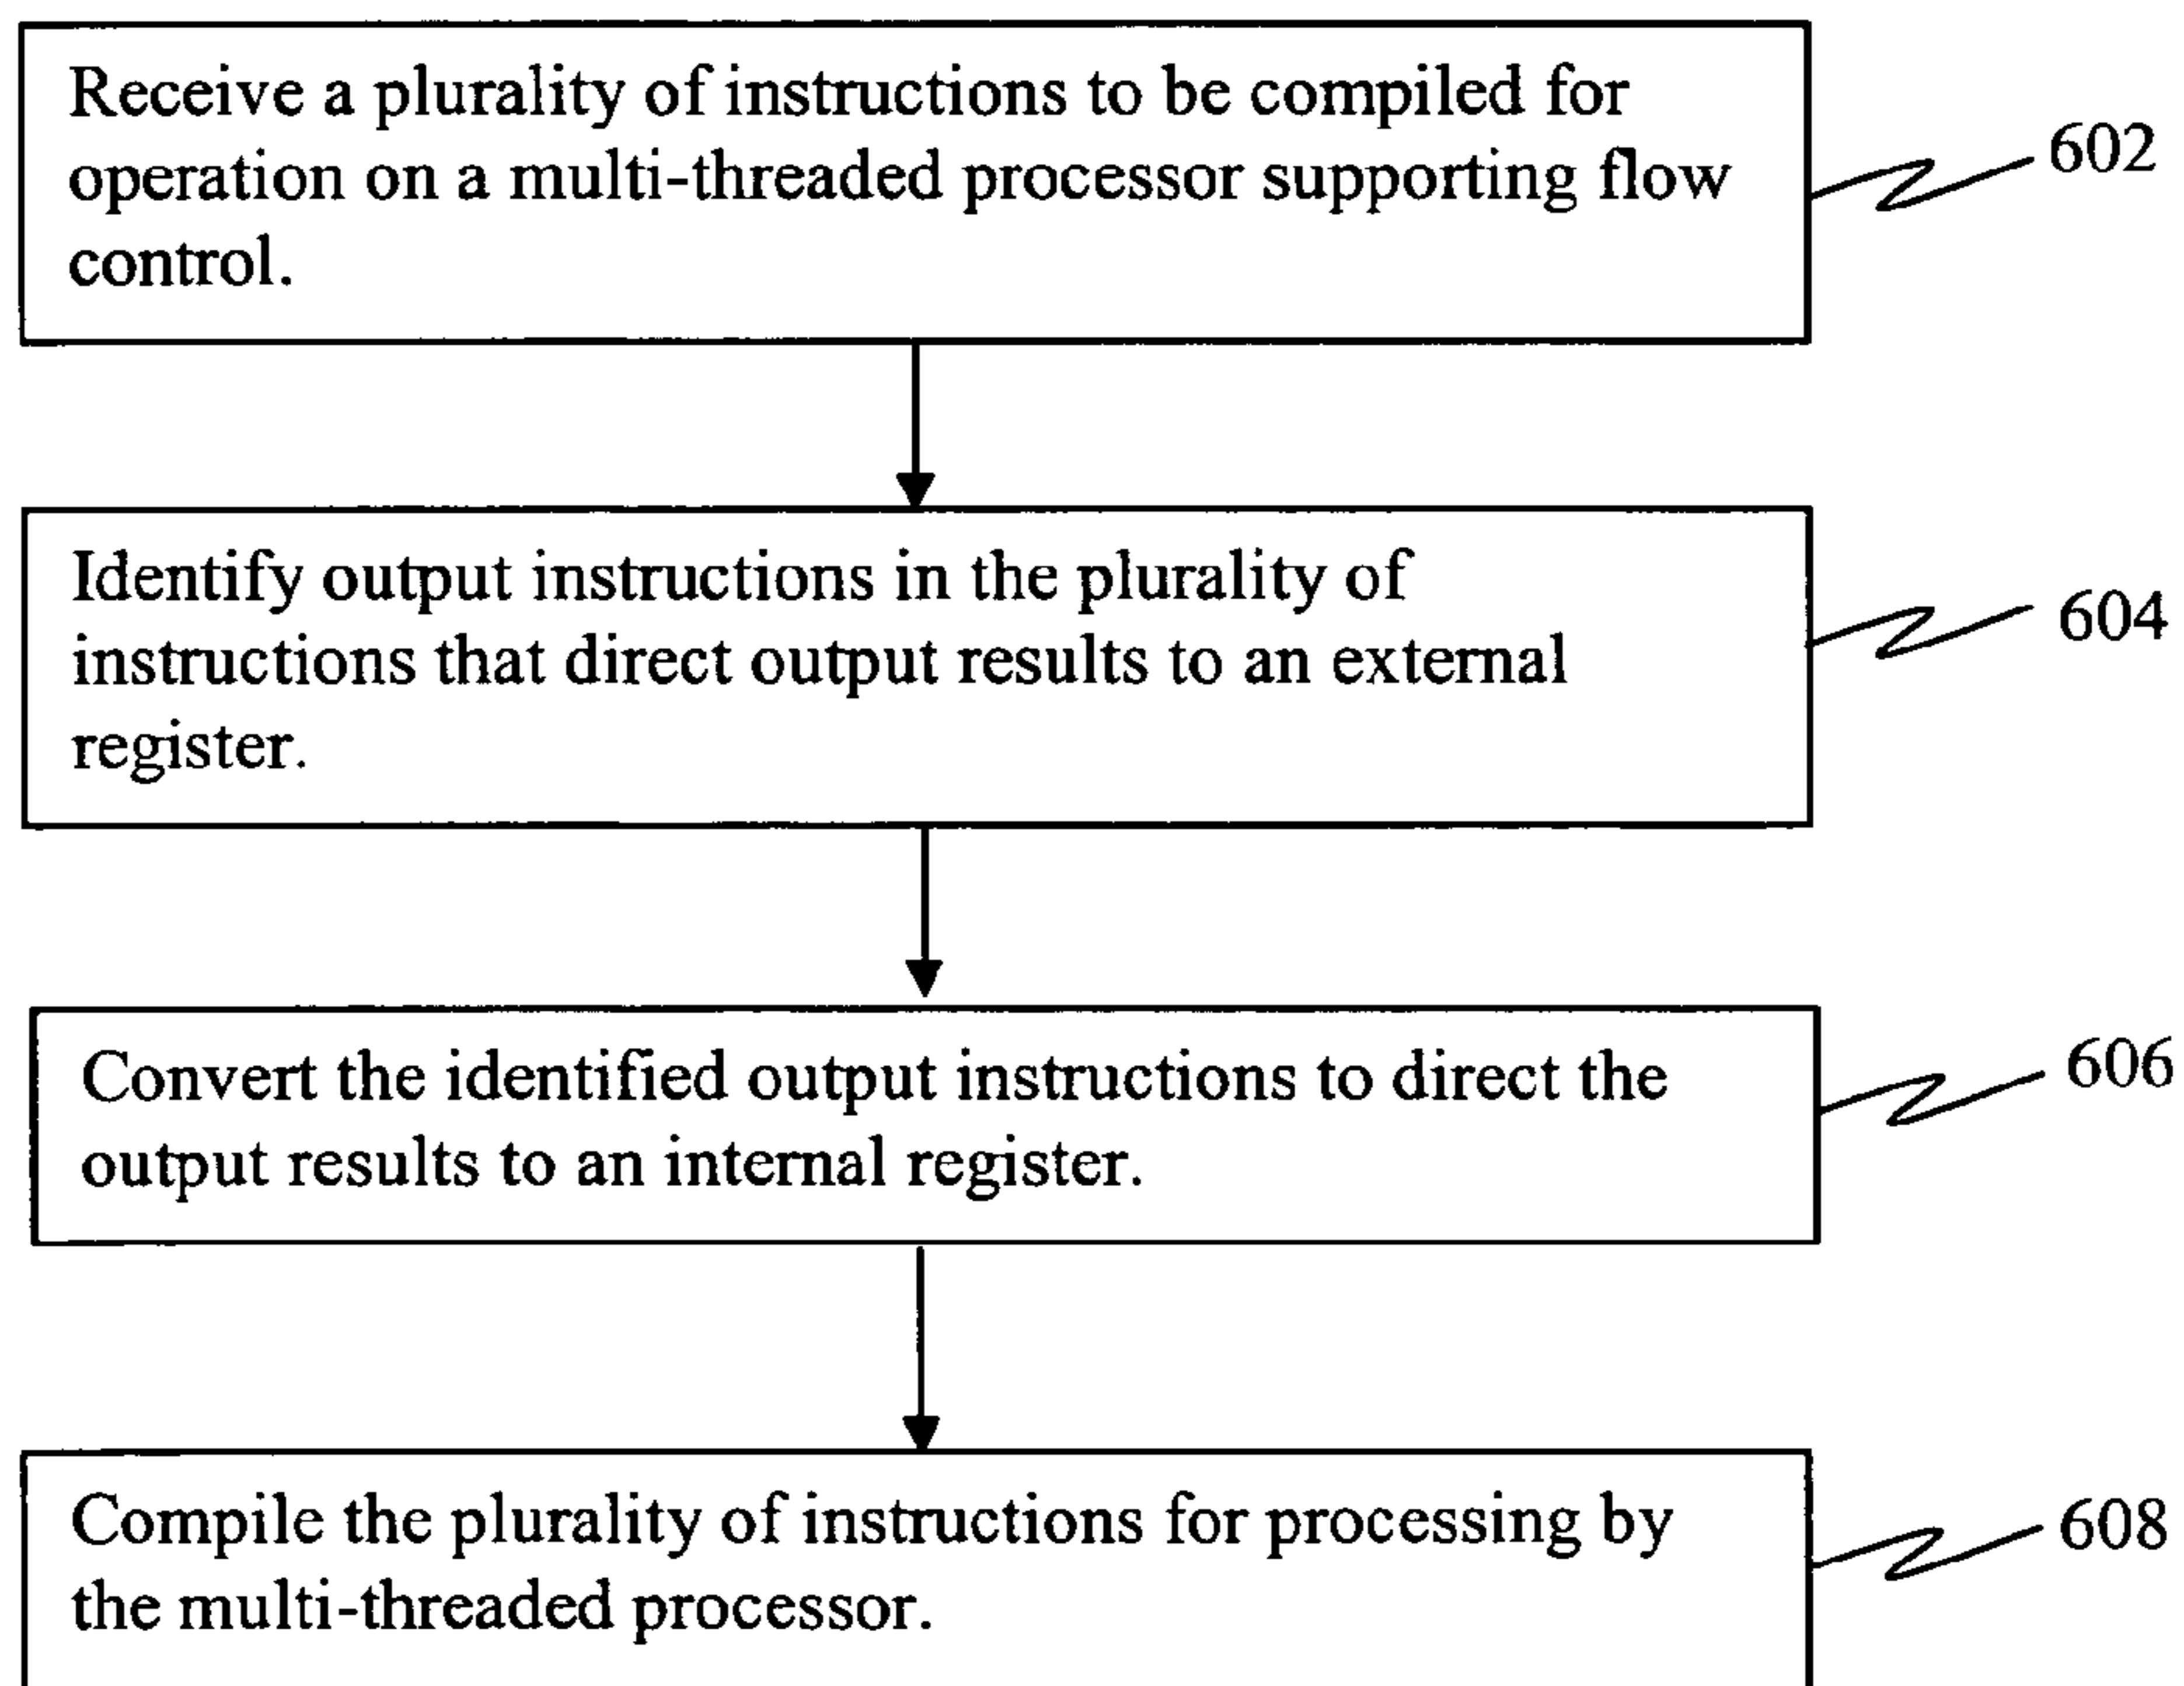 Receive a plurality of instructions to be compiled for
operation on a multi-threaded processor supporting flow
control.
602
Identify output instructions in the plurality of
instructions that direct output results to an external
register.
604
Convert the identified output instructions to direct the
output results to an internal register.
606
Compile the plurality of instructions for processing by
the multi-threaded processor.
608